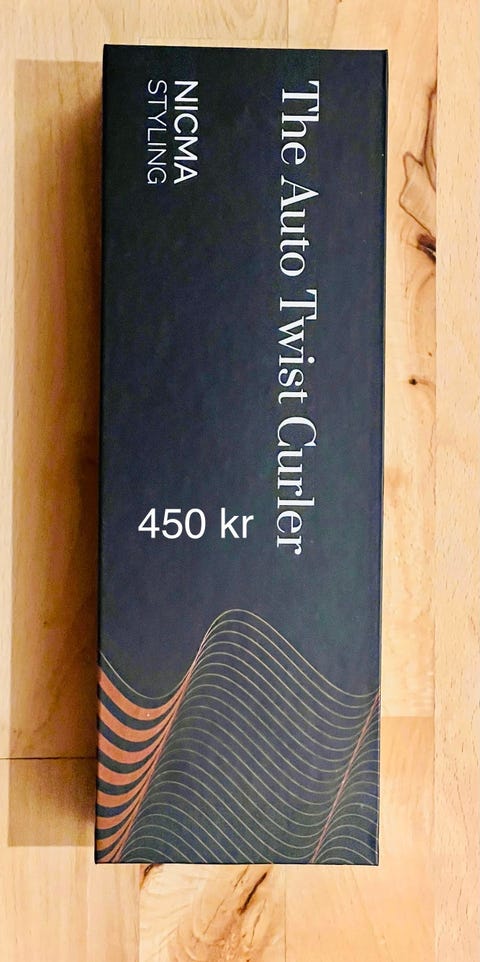 The Auto Twist Curler
NICMA
STYLING
450 kr